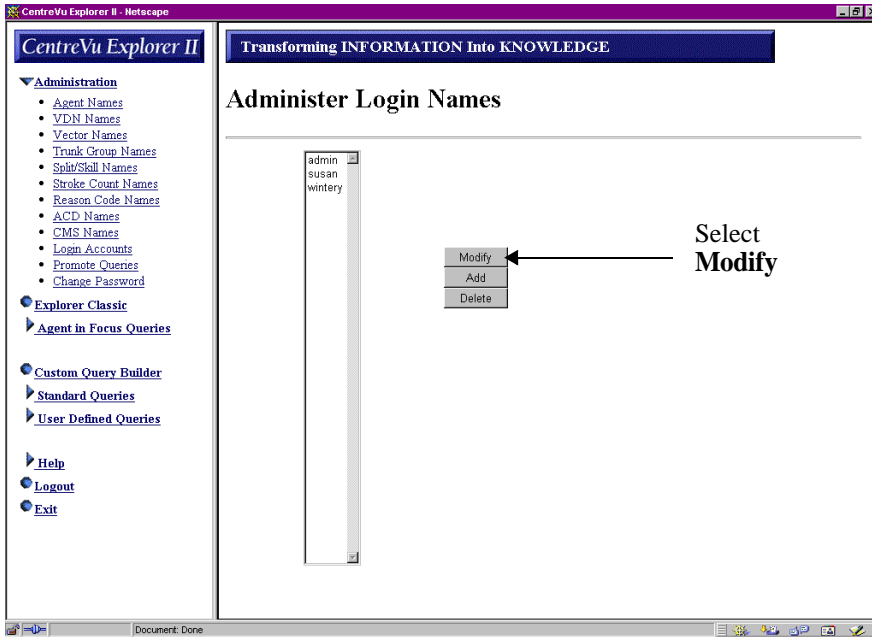 CentreVu Explorer II - Netscape
CentreVu Explorer II
Administration
Agent Names
VDN Names
Vector Names
Trunk Group Names
Split/Skill Names
Stroke Count Names
Reason Code Names
ACD Names
CMS Names
Login Accounts
Promote Queries
Change Password
Explorer Classic
Agent in Focus Queries
Custom Query Builder
Standard Queries
User Defined Queries
Help
Logout
Exit
Transforming INFORMATION Into KNOWLEDGE
Administer Login Names
admin
susan
wintery
Modify
Add
Delete
Select
Modify
Document: Done